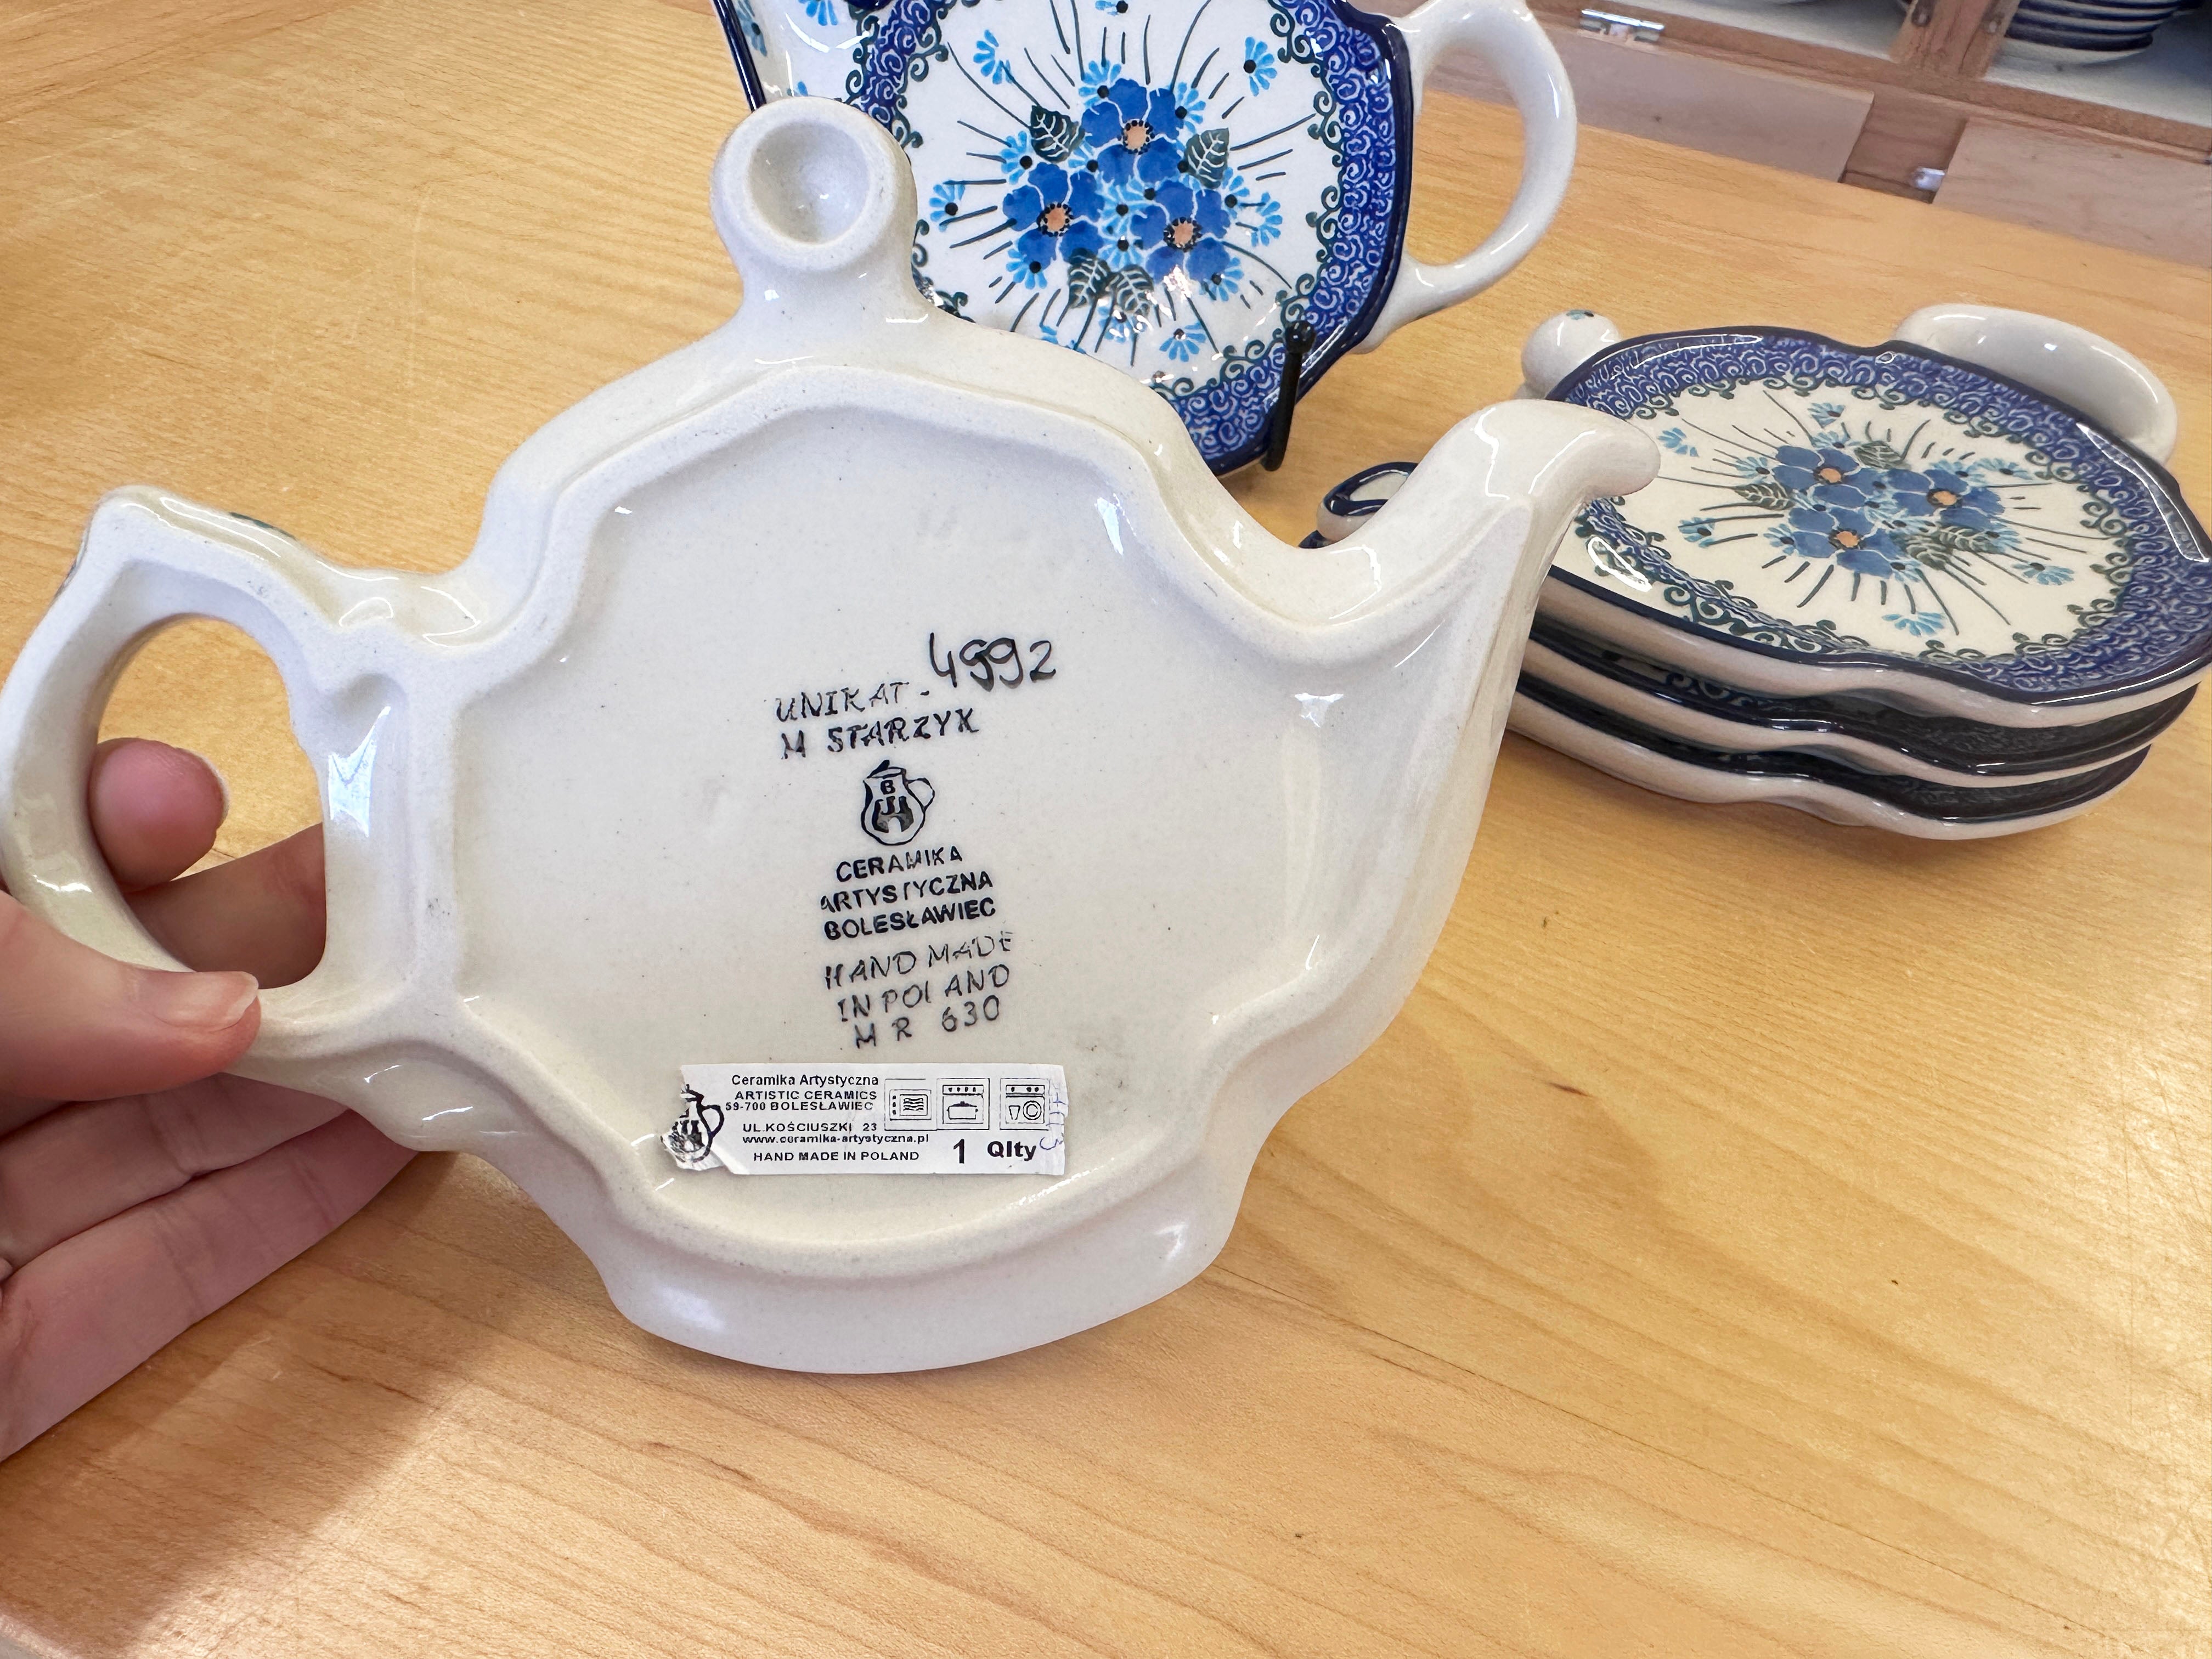 UNIKAT - 4992
M STARZYK
B
CERAMIKA
ARTYSTYCZNA
BOLESŁAWIEC
HAND MADE
IN POLAND
M R 630
Ceramika Artystyczna
ARTISTIC CERAMICS
59-700 BOLESŁAWIEC
UL.KOŚCIUSZKI 23
www.ceramika-artystyczna.pl
HAND MADE IN POLAND 1 Qlty